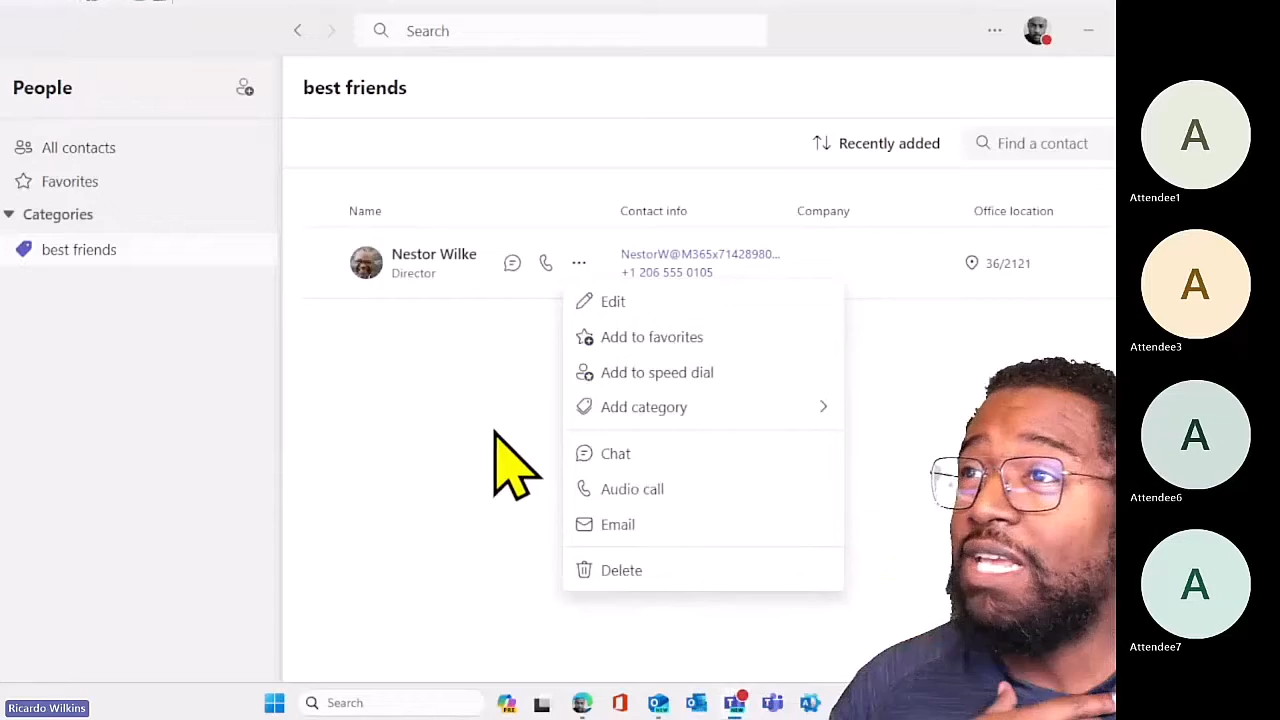 Search
People
best friends
All contacts
Favorites
Categories
best friends
Recently added
Find a contact
Name
Contact info
Company
Office location
Nestor Wilke
Director
NestorW@M365x71428980...
+1 206 555 0105
36/2121
Edit
Add to favorites
Add to speed dial
Add category
Chat
Audio call
Email
Delete
A
Attendee1
A
Attendee3
A
Attendee6
A
Attendee7
Ricardo Wilkins
Search